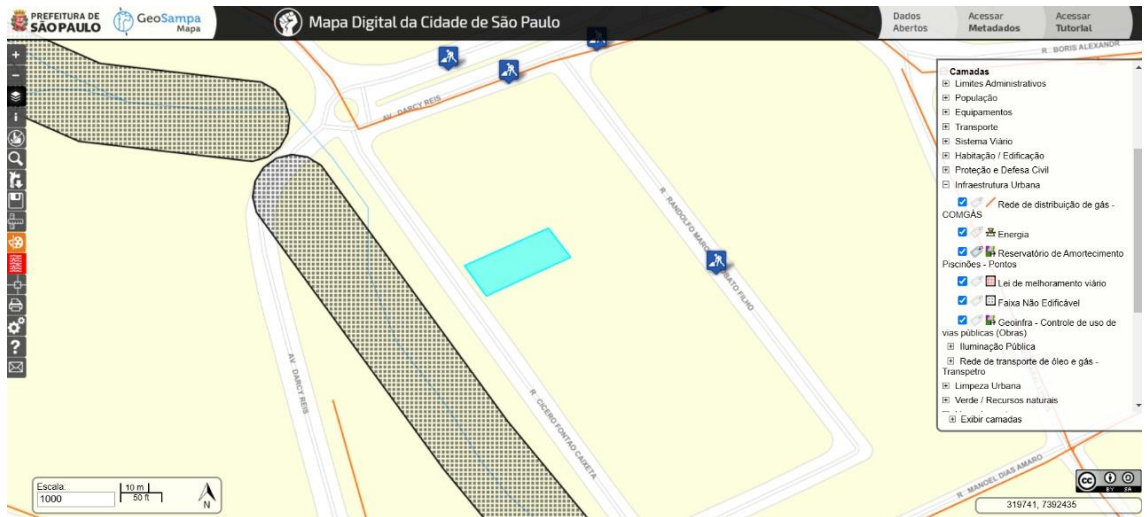 PREFEITURA DE
SÃO PAULO
GeoSampa
Mapa
Mapa Digital da Cidade de São Paulo
Dados
Abertos
Acessar
Metadados
Acessar
Tutorial
R BORIS ALEXANDR
AV DARCY REIS
Camadas
Limites Administrativos
População
Equipamentos
Transporte
Sistema Viário
Habitação / Edificação
Proteção e Defesa Civil
Infraestrutura Urbana
Rede de distribuição de gás -
COMGÁS
Energia
Reservatório de Amortecimento
Piscinões - Pontos
Lei de melhoramento viário
Faixa Não Edificável
Geoinfra - Controle de uso de
vias públicas (Obras)
Iluminação Pública
Rede de transporte de óleo e gás -
Transpetro
Limpeza Urbana
Verde / Recursos naturais
Exibir camadas
R RANDOLFO FILHO
AV DARCY REIS
R CICERO FONTAO CAIXETA
R MANOEL DIAS AMARO
Escala:
1000
10 m
50 ft
N
CC BY SA
319741, 7392435